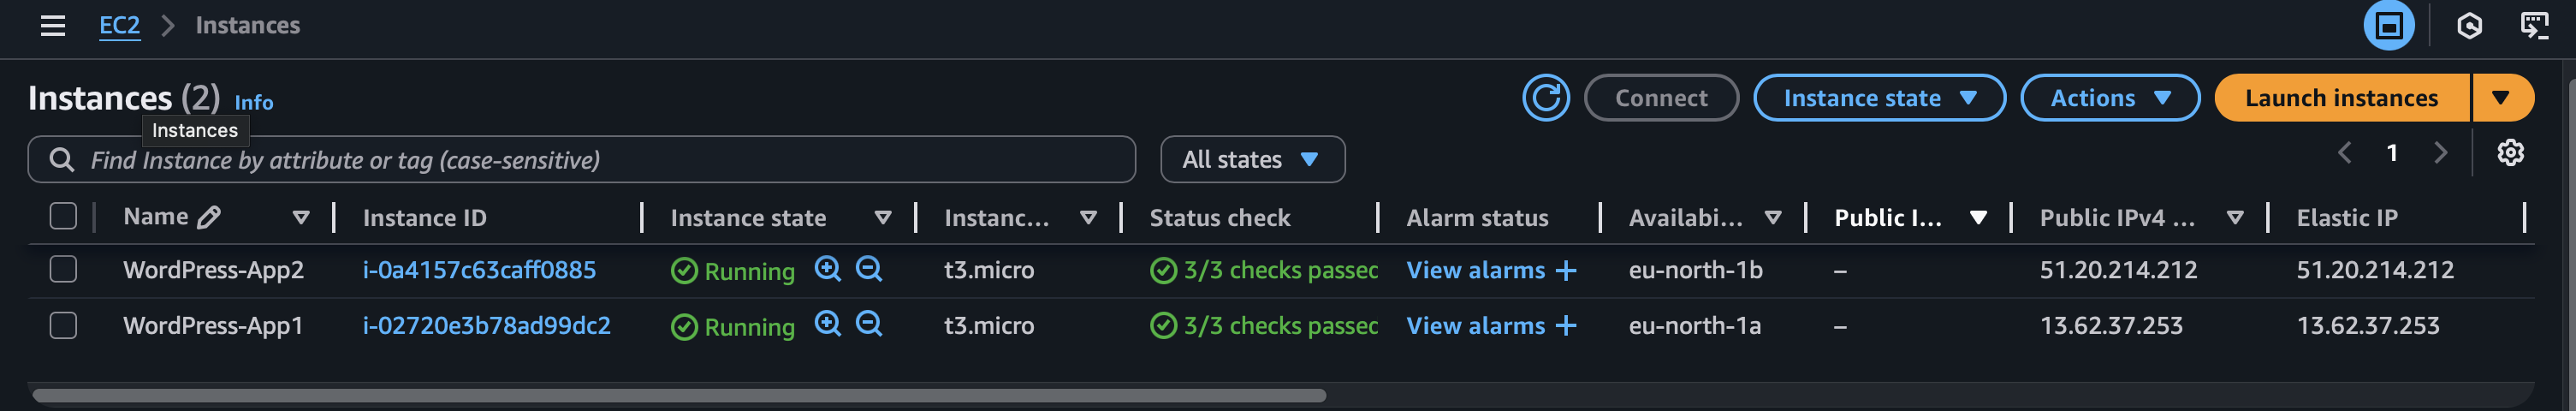 EC2 > Instances
Instances (2) Info
Connect
Instance state
Actions
Launch instances
Instances
Find Instance by attribute or tag (case-sensitive)
All states
1
Name Instance ID Instance state Instanc... Status check Alarm status Availabi... Public I... Public IPv4 ... Elastic IP
WordPress-App2 i-0a4157c63caff0885 Running t3.micro 3/3 checks passed View alarms + eu-north-1b – 51.20.214.212 51.20.214.212
WordPress-App1 i-02720e3b78ad99dc2 Running t3.micro 3/3 checks passed View alarms + eu-north-1a – 13.62.37.253 13.62.37.253